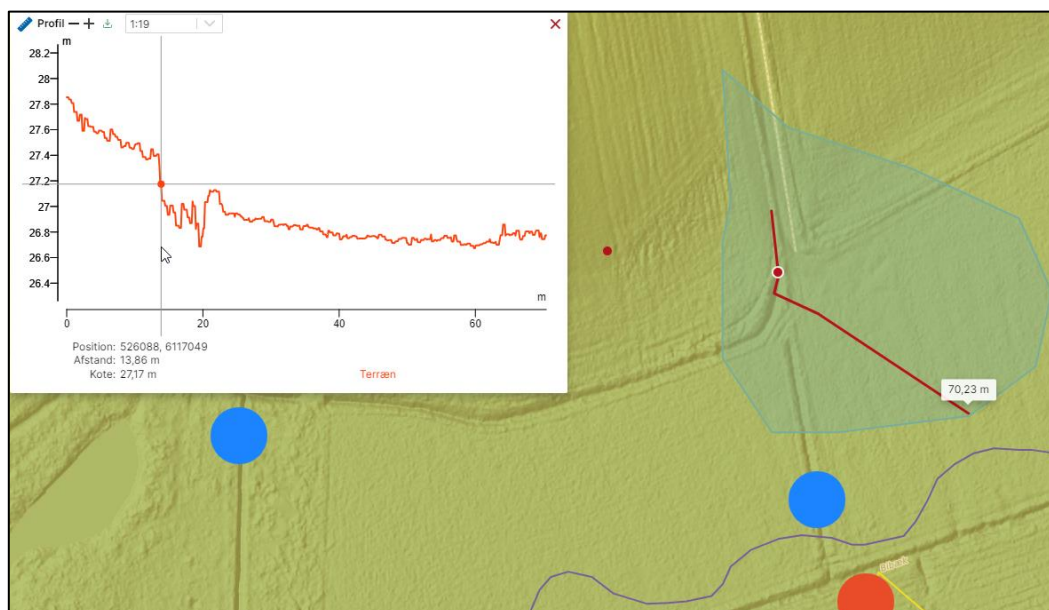 Profil 1:19
m
28.2
28
27.8
27.6
27.4
27.2
27
26.8
26.6
26.4
m
0 20 40 60
Position: 526088, 6117049
Afstand: 13,86 m
Kote: 27,17 m
Terræn
70,23 m
Blbæk